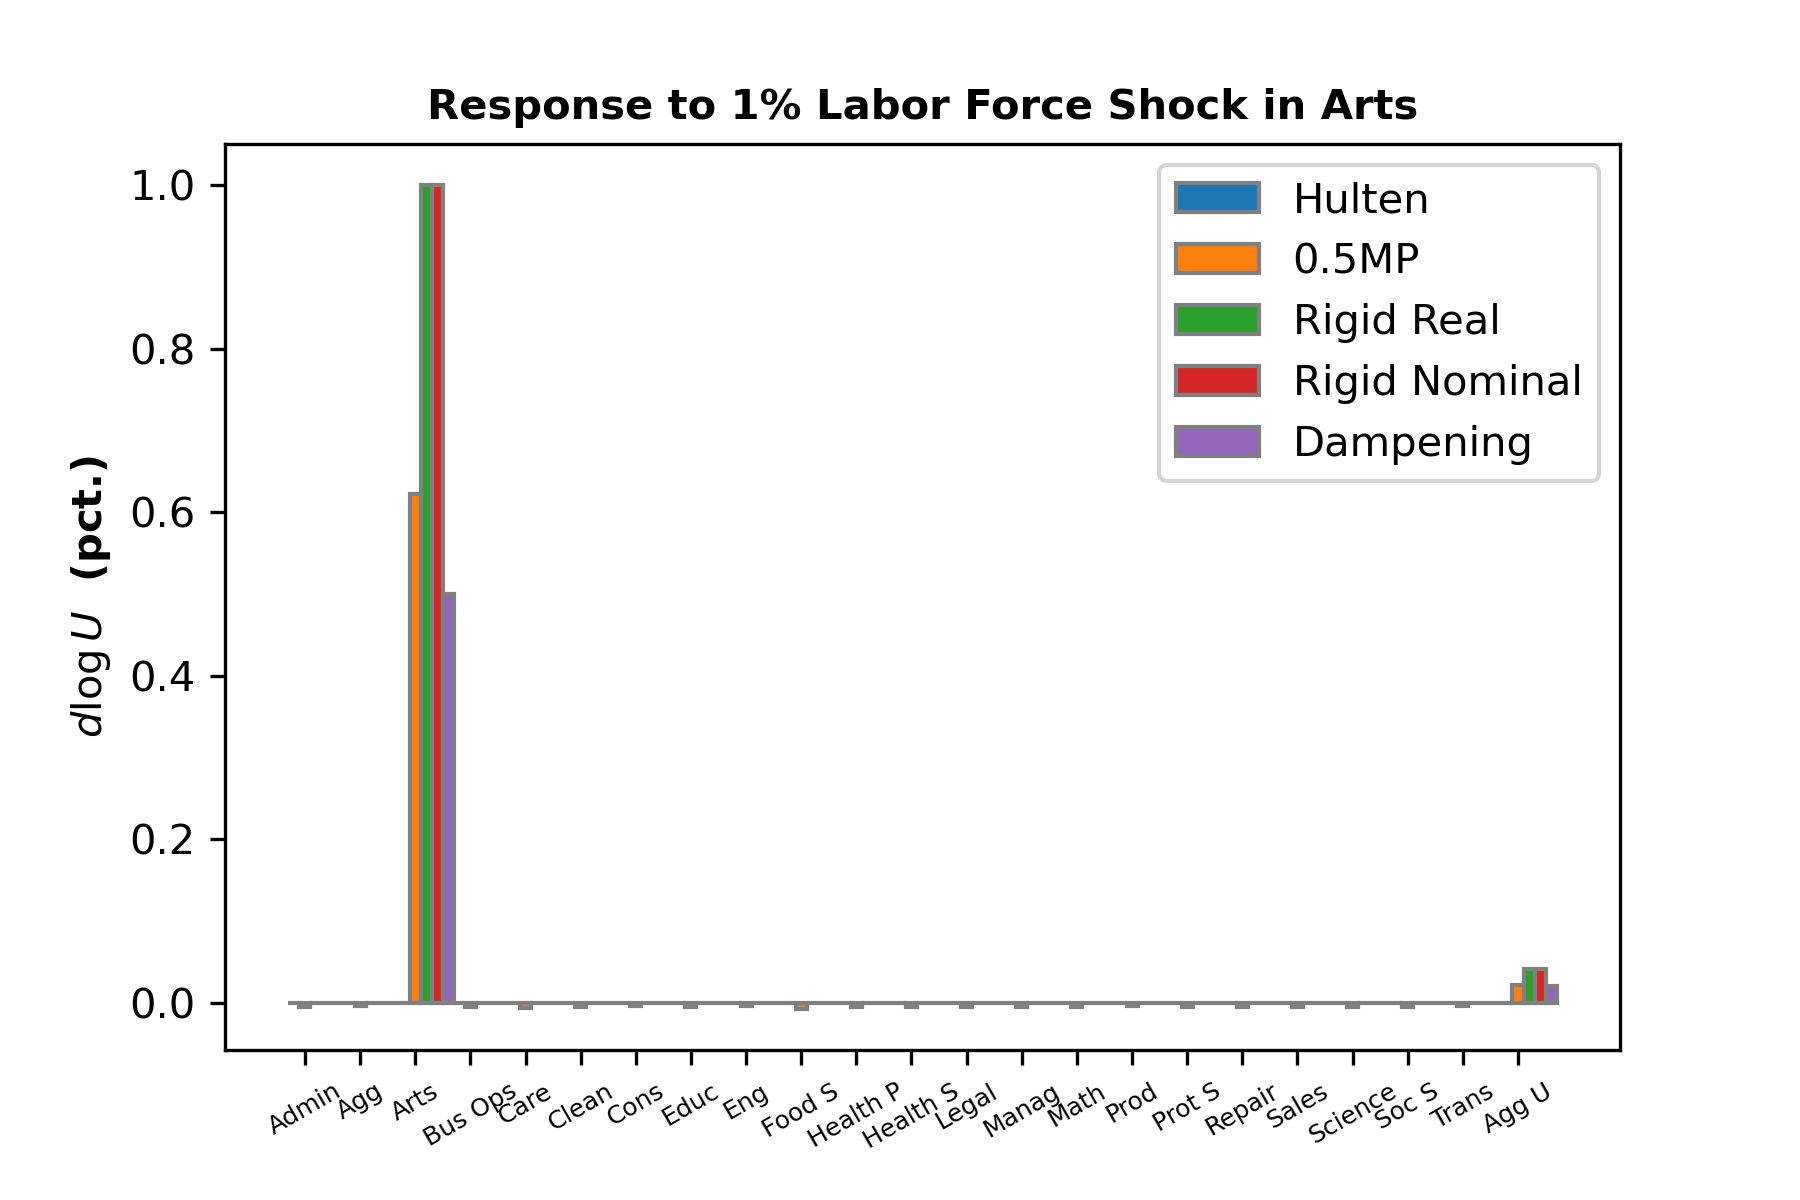 Response to 1% Labor Force Shock in Arts
Hulten
0.5MP
Rigid Real
Rigid Nominal
Dampening
dlog U (pct.)
1.0
0.8
0.6
0.4
0.2
0.0
Admin
Agg
Arts
Bus Ops
Care
Clean
Cons
Educ
Eng
Food S
Health P
Health S
Legal
Manag
Math
Prod
Prot S
Repair
Sales
Science
Soc S
Trans
Agg U